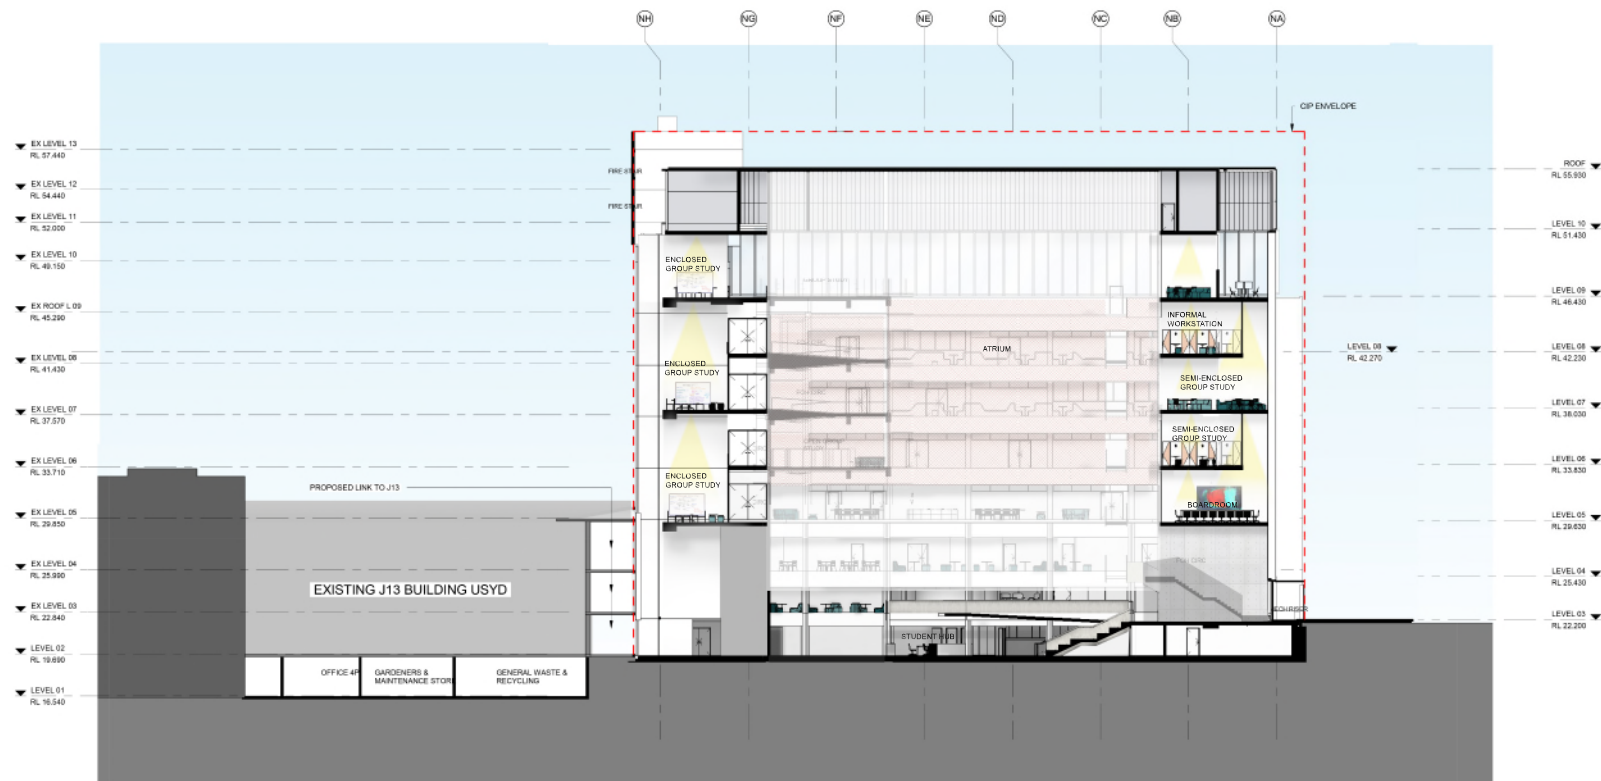 NH
NG
NF
NE
ND
NC
NB
NA
CIP ENVELOPE
EX LEVEL 13
RL 57.440
EX LEVEL 12
RL 54.440
EX LEVEL 11
RL 52.000
EX LEVEL 10
RL 49.150
EX ROOF L 09
RL 45.290
EX LEVEL 08
RL 41.430
EX LEVEL 07
RL 37.570
EX LEVEL 06
RL 33.710
EX LEVEL 05
RL 29.850
EX LEVEL 04
RL 25.990
EX LEVEL 03
RL 22.840
LEVEL 02
RL 19.690
LEVEL 01
RL 16.540
FIRE STAIR
FIRE STAIR
ENCLOSED
GROUP STUDY
ENCLOSED
GROUP STUDY
ENCLOSED
GROUP STUDY
PROPOSED LINK TO J13
EXISTING J13 BUILDING USYD
OFFICE 4P
GARDENERS &
MAINTENANCE STORE
GENERAL WASTE &
RECYCLING
ATRIUM
STUDENT HUB
INFORMAL
WORKSTATION
SEMI-ENCLOSED
GROUP STUDY
SEMI-ENCLOSED
GROUP STUDY
BOARDROOM
LEVEL 08
RL 42.270
ROOF
RL 55.930
LEVEL 10
RL 51.430
LEVEL 09
RL 46.430
LEVEL 08
RL 42.230
LEVEL 07
RL 38.030
LEVEL 06
RL 33.830
LEVEL 05
RL 29.630
LEVEL 04
RL 25.430
LEVEL 03
RL 22.200